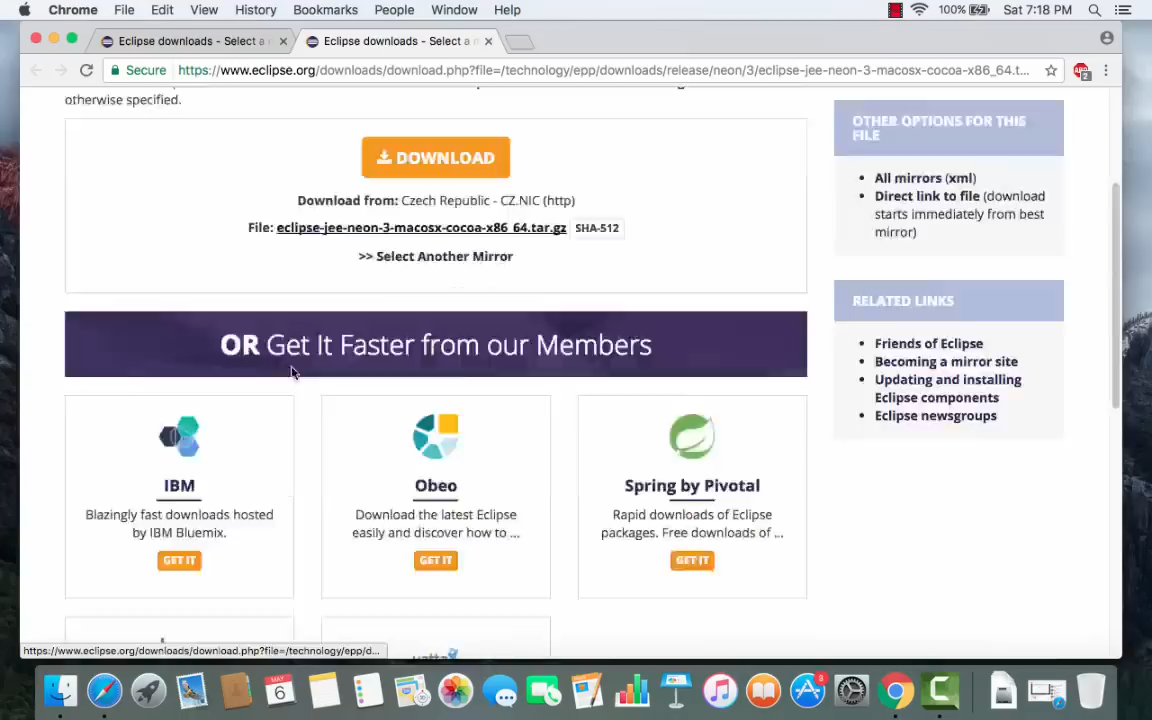 Chrome File Edit View History Bookmarks People Window Help 100% Sat 7:18 PM
Eclipse downloads - Select a
Eclipse downloads - Select a m
Secure https://www.eclipse.org/downloads/download.php?file=/technology/epp/downloads/release/neon/3/eclipse-jee-neon-3-macosx-cocoa-x86_64.t...
2
otherwise specified.
DOWNLOAD
Download from: Czech Republic - CZ.NIC (http)
File: eclipse-jee-neon-3-macosx-cocoa-x86_64.tar.gz SHA-512
>> Select Another Mirror
OR Get It Faster from our Members
IBM
Blazingly fast downloads hosted
by IBM Bluemix.
GET IT
Obeo
Download the latest Eclipse
easily and discover how to ...
GET IT
Spring by Pivotal
Rapid downloads of Eclipse
packages. Free downloads of ...
GET IT
OTHER OPTIONS FOR THIS
FILE
All mirrors (xml)
Direct link to file (download
starts immediately from best
mirror)
RELATED LINKS
Friends of Eclipse
Becoming a mirror site
Updating and installing
Eclipse components
Eclipse newsgroups
https://www.eclipse.org/downloads/download.php?file=/technology/epp/d...
MAY
6
8